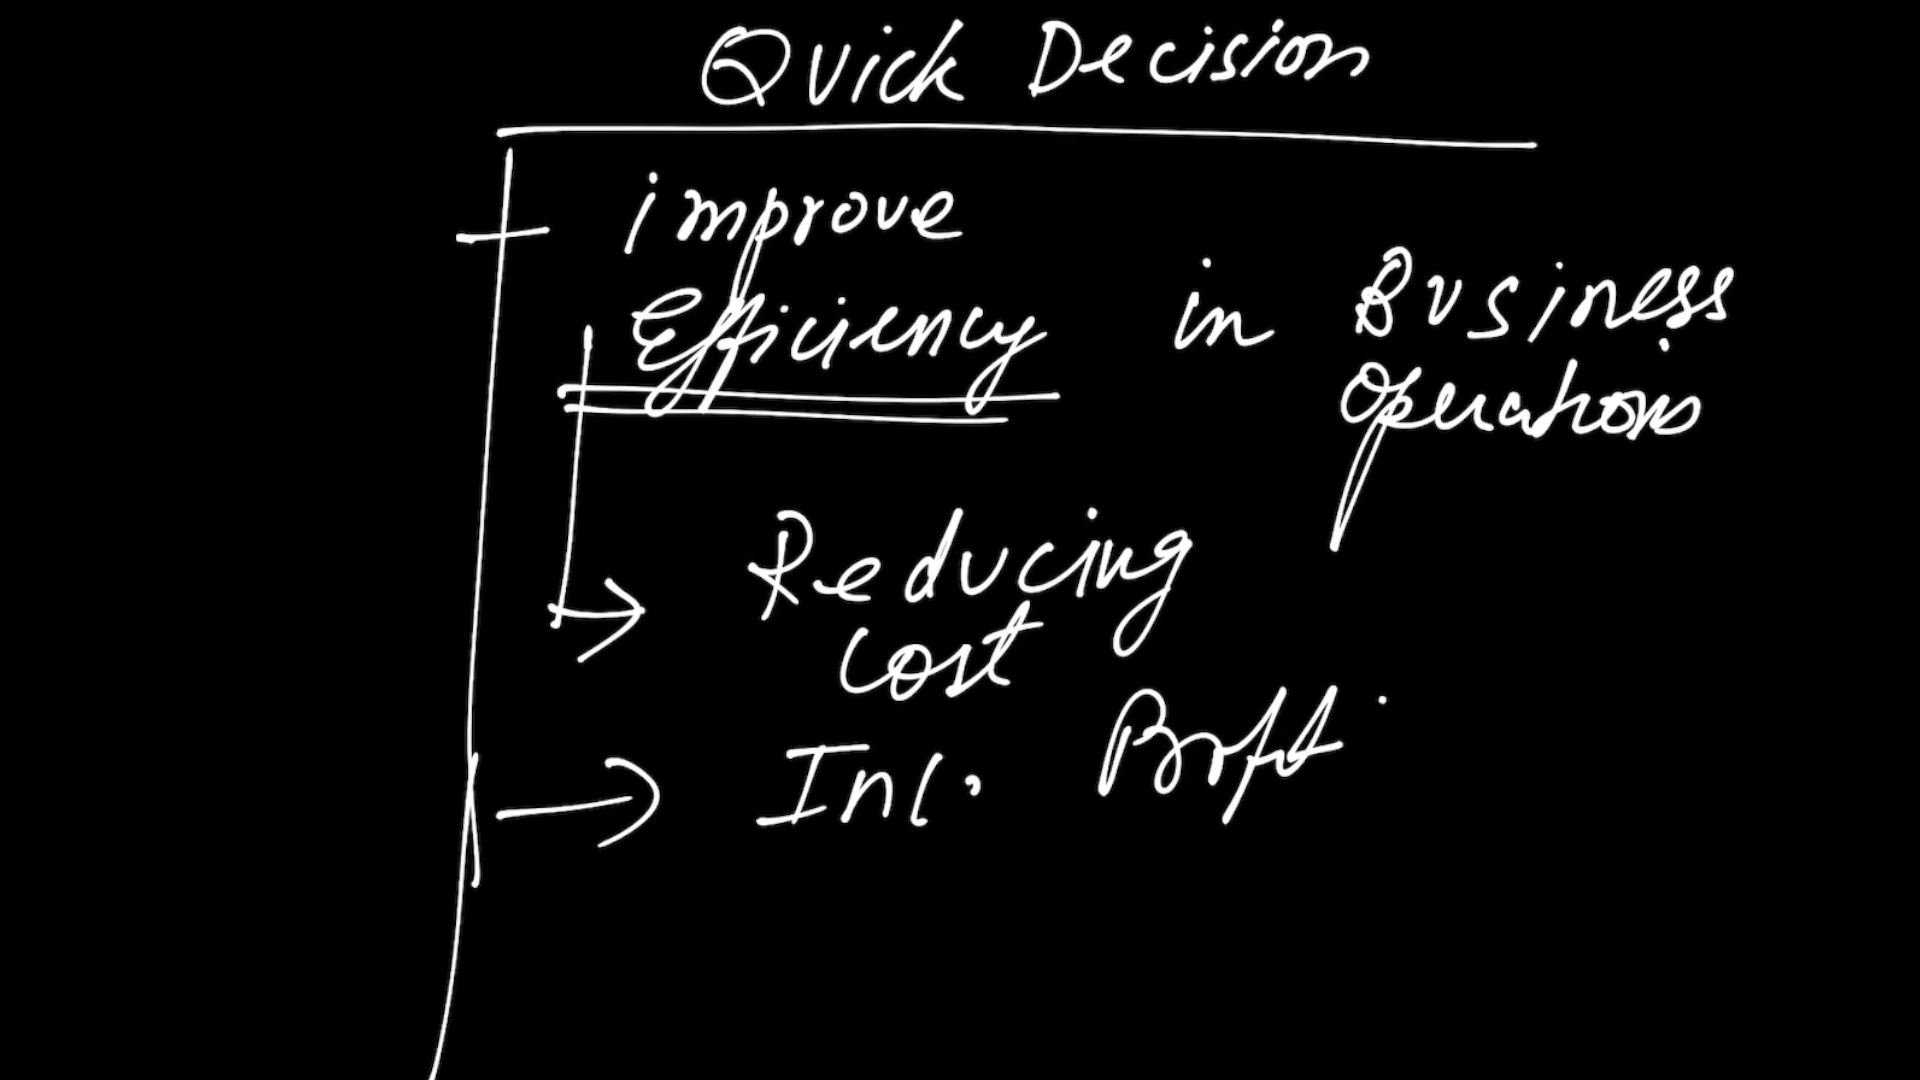 Quick Decision
improve
Efficiency in Business
Operations
Reducing
cost
Inc. Profit